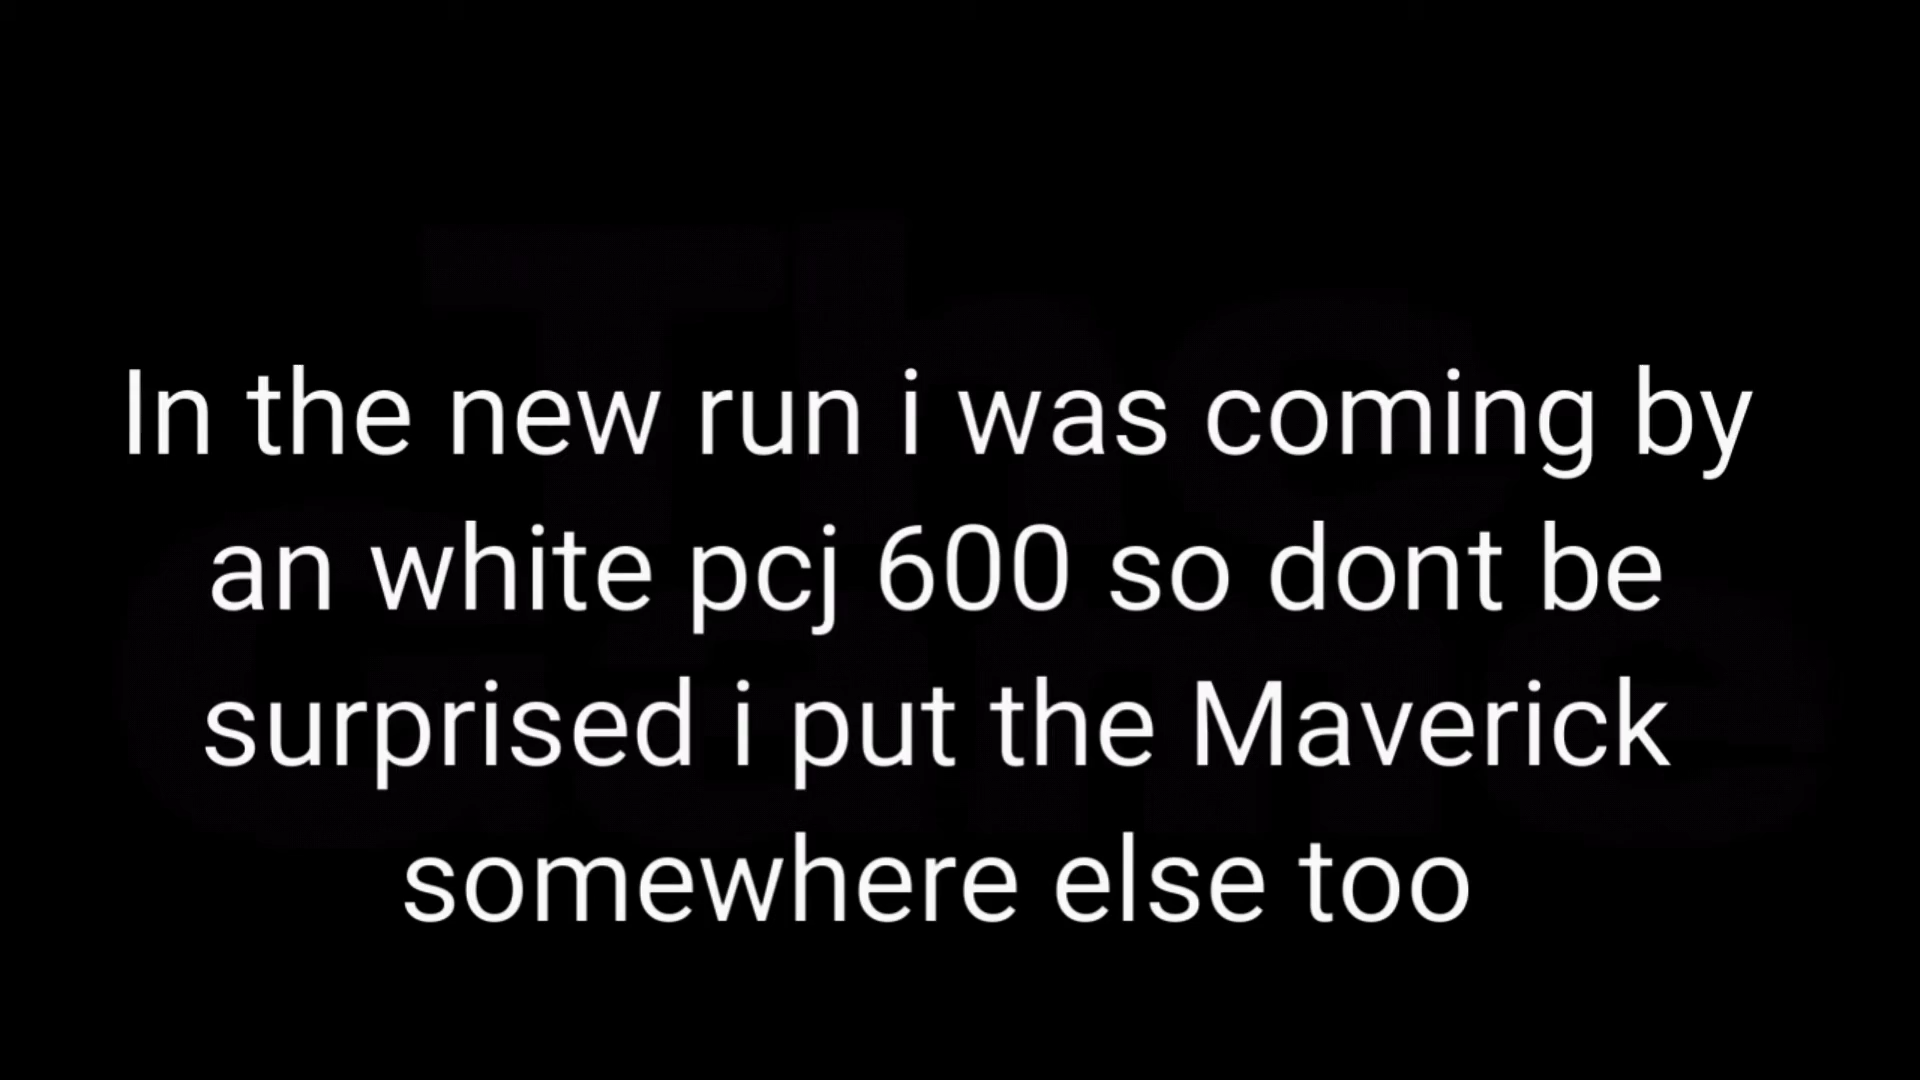 In the new run i was coming by
an white pcj 600 so dont be
surprised i put the Maverick
somewhere else too